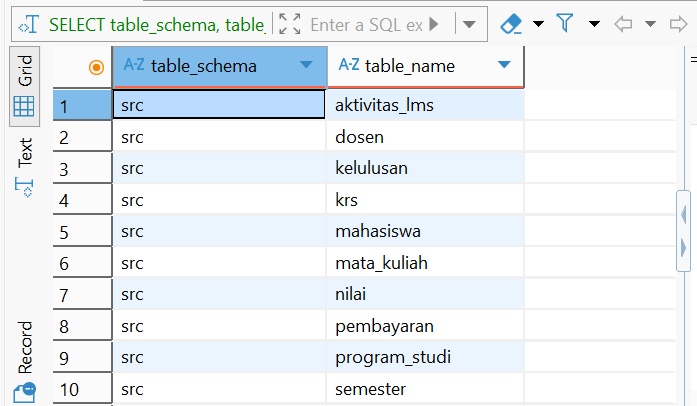 SELECT table_schema, table_ Enter a SQL ex
Grid
Text
Record
A-Z table_schema A-Z table_name
1 src aktivitas_lms
2 src dosen
3 src kelulusan
4 src krs
5 src mahasiswa
6 src mata_kuliah
7 src nilai
8 src pembayaran
9 src program_studi
10 src semester